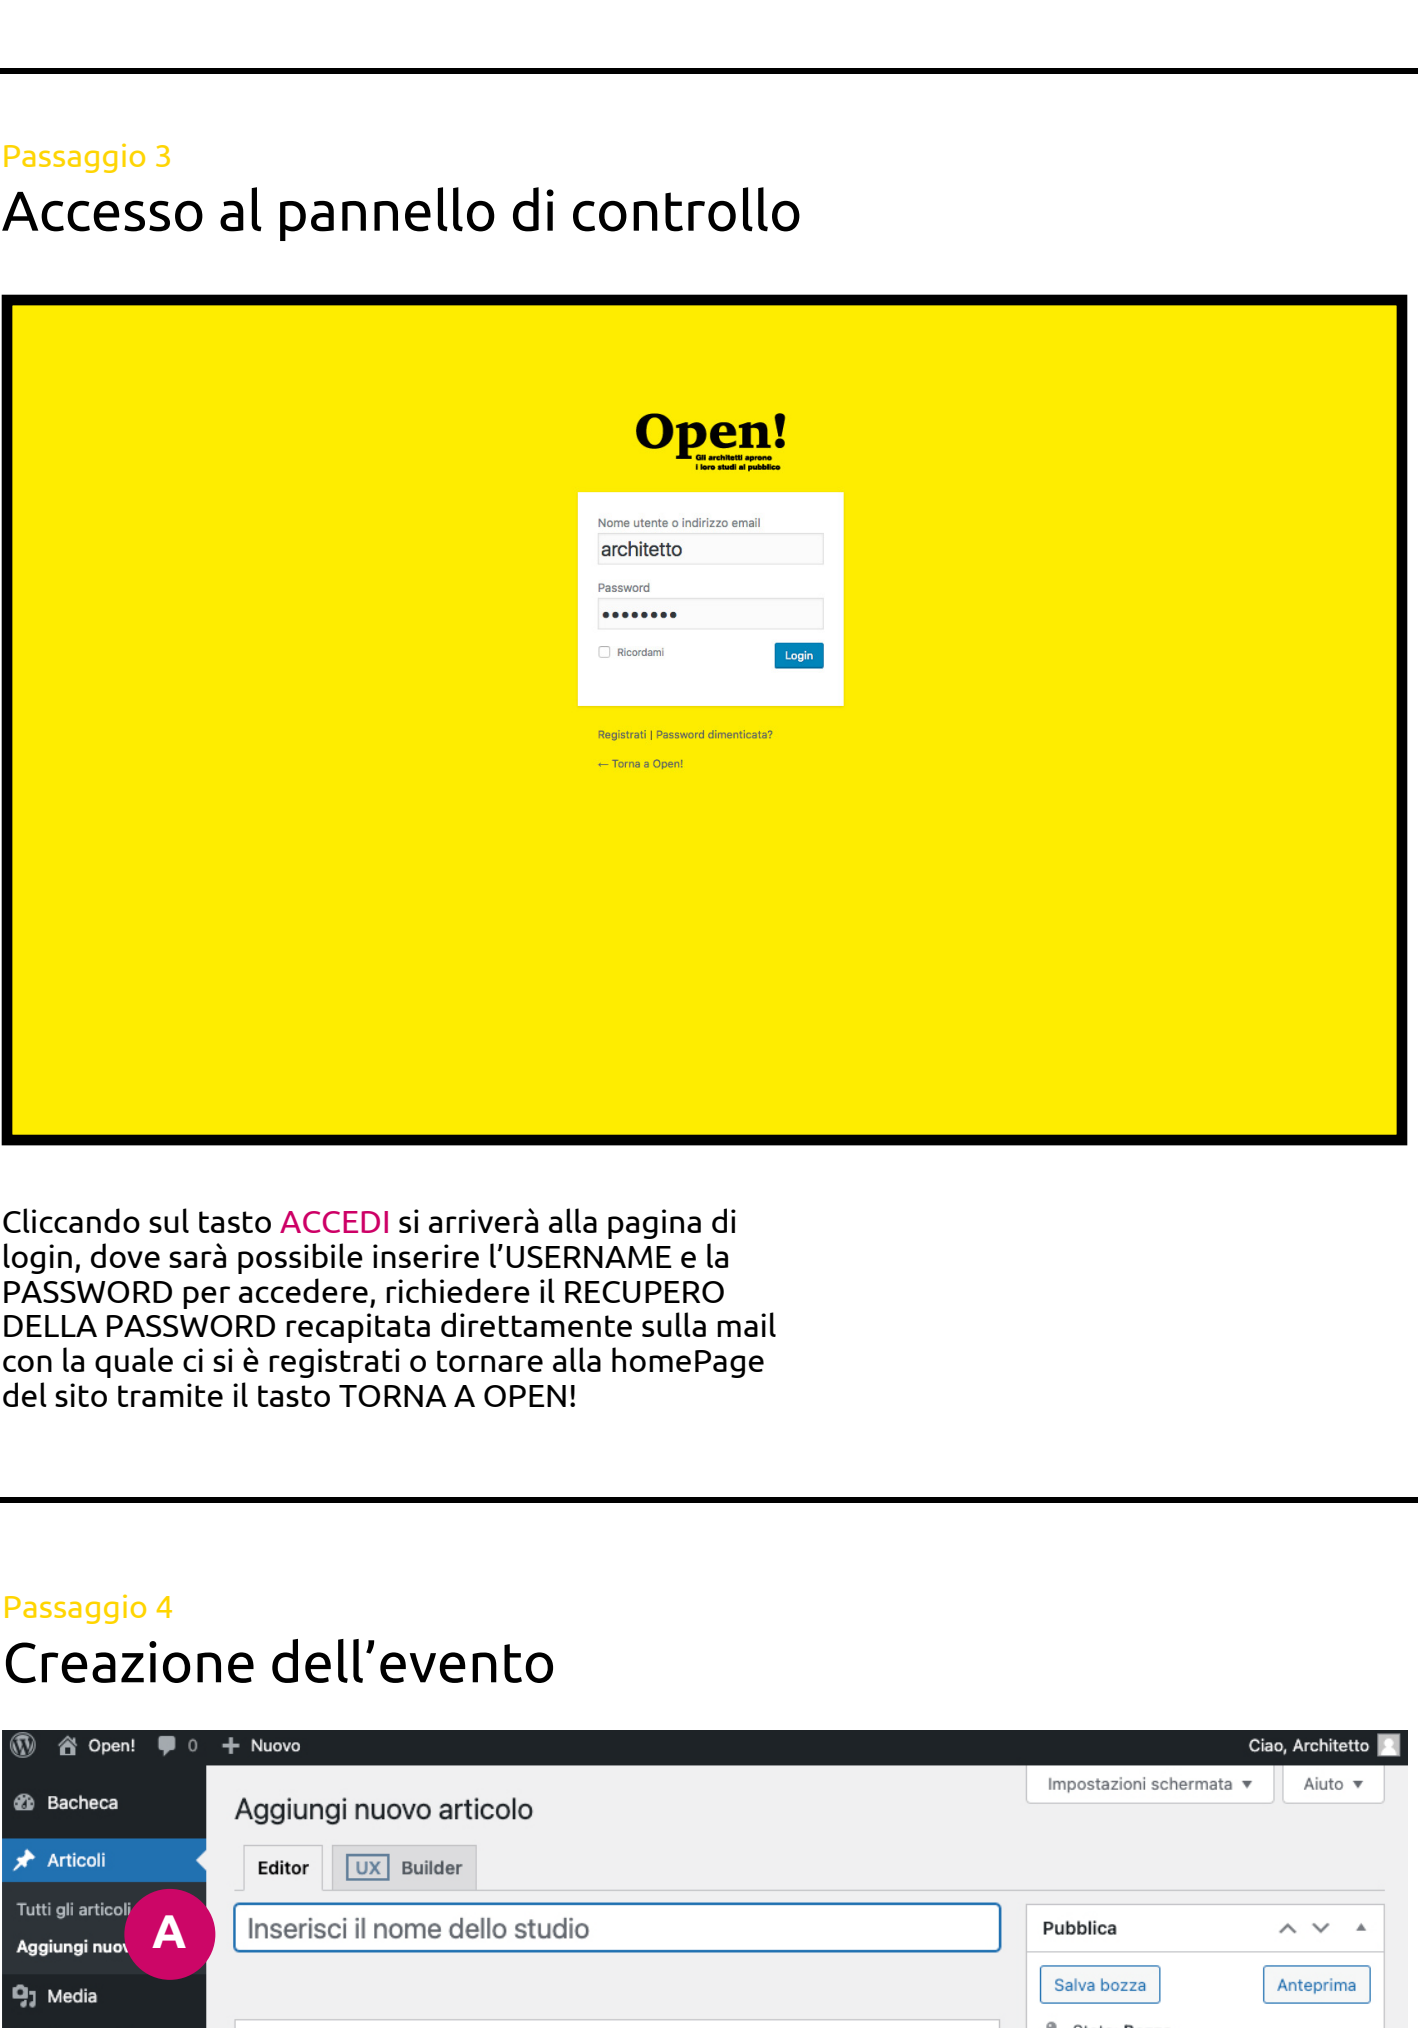 Passaggio 3
Accesso al pannello di controllo
Open!
Gli architetti aprono
i loro studi al pubblico
Nome utente o indirizzo email
architetto
Password
••••••••
Ricordami
Login
Registrati | Password dimenticata?
← Torna a Open!
Cliccando sul tasto ACCEDI si arriverà alla pagina di
login, dove sarà possibile inserire l’USERNAME e la
PASSWORD per accedere, richiedere il RECUPERO
DELLA PASSWORD recapitata direttamente sulla mail
con la quale ci si è registrati o tornare alla homePage
del sito tramite il tasto TORNA A OPEN!
Passaggio 4
Creazione dell’evento
Open! 0 + Nuovo
Ciao, Architetto
Impostazioni schermata ▼
Aiuto ▼
Bacheca
Aggiungi nuovo articolo
Articoli
Editor
UX Builder
Tutti gli articoli
A
Inserisci il nome dello studio
Pubblica
Aggiungi
Salva bozza
Anteprima
Media